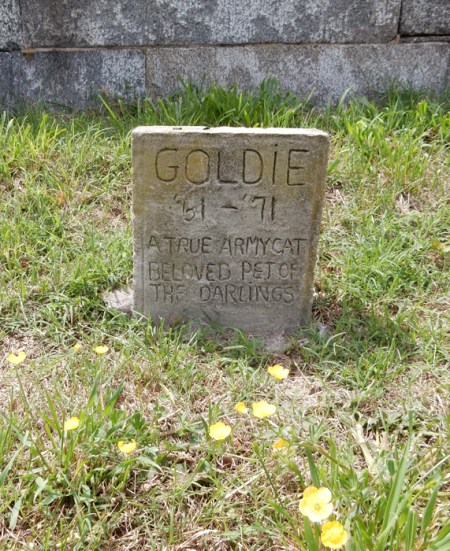 GOLDiE
'61 - '71
A TRUE ARMY CAT
BELOVED PET OF
THE DARLINGS